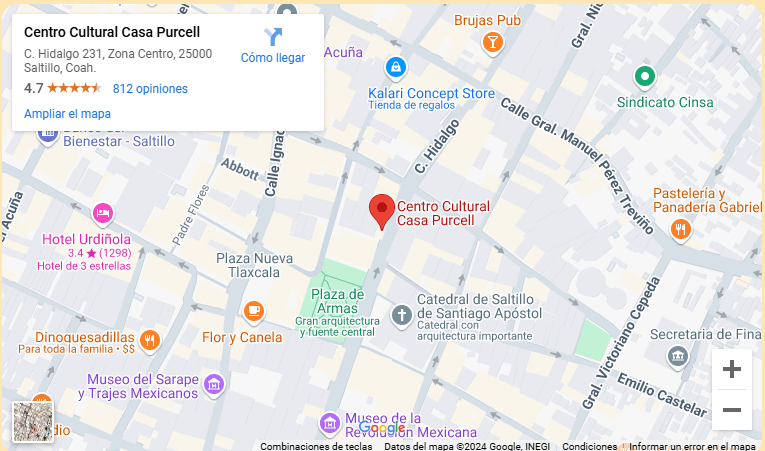 Centro Cultural Casa Purcell
C. Hidalgo 231, Zona Centro, 25000
Saltillo, Coah.
Cómo llegar
4.7
812 opiniones
Ampliar el mapa
Brujas Pub
Gral. Nic
Acuña
Kalari Concept Store
Tienda de regalos
Sindicato Cinsa
Calle Gral. Manuel Pérez Treviño
C. Hidalgo
Bienestar - Saltillo
Calle Ignac
Abbott
Padre Flores
Acuña
Centro Cultural
Casa Purcell
Pastelería y
Panadería Gabriel
Hotel Urdiñola
3.4 ★ (1298)
Hotel de 3 estrellas
Plaza Nueva
Tlaxcala
Plaza de
Armas
Gran arquitectura
y fuente central
Catedral de Saltillo
de Santiago Apóstol
Catedral con
arquitectura importante
Gral. Victoriano Cepeda
Dinoquesadillas
Para toda la familia • $$
Flor y Canela
Secretaria de Fina
Museo del Sarape
y Trajes Mexicanos
Emilio Castelar
Museo de la
Revolución Mexicana
Google
dio
Combinaciones de teclas
Datos del mapa ©2024 Google, INEGI
Condiciones
Informar un error en el mapa